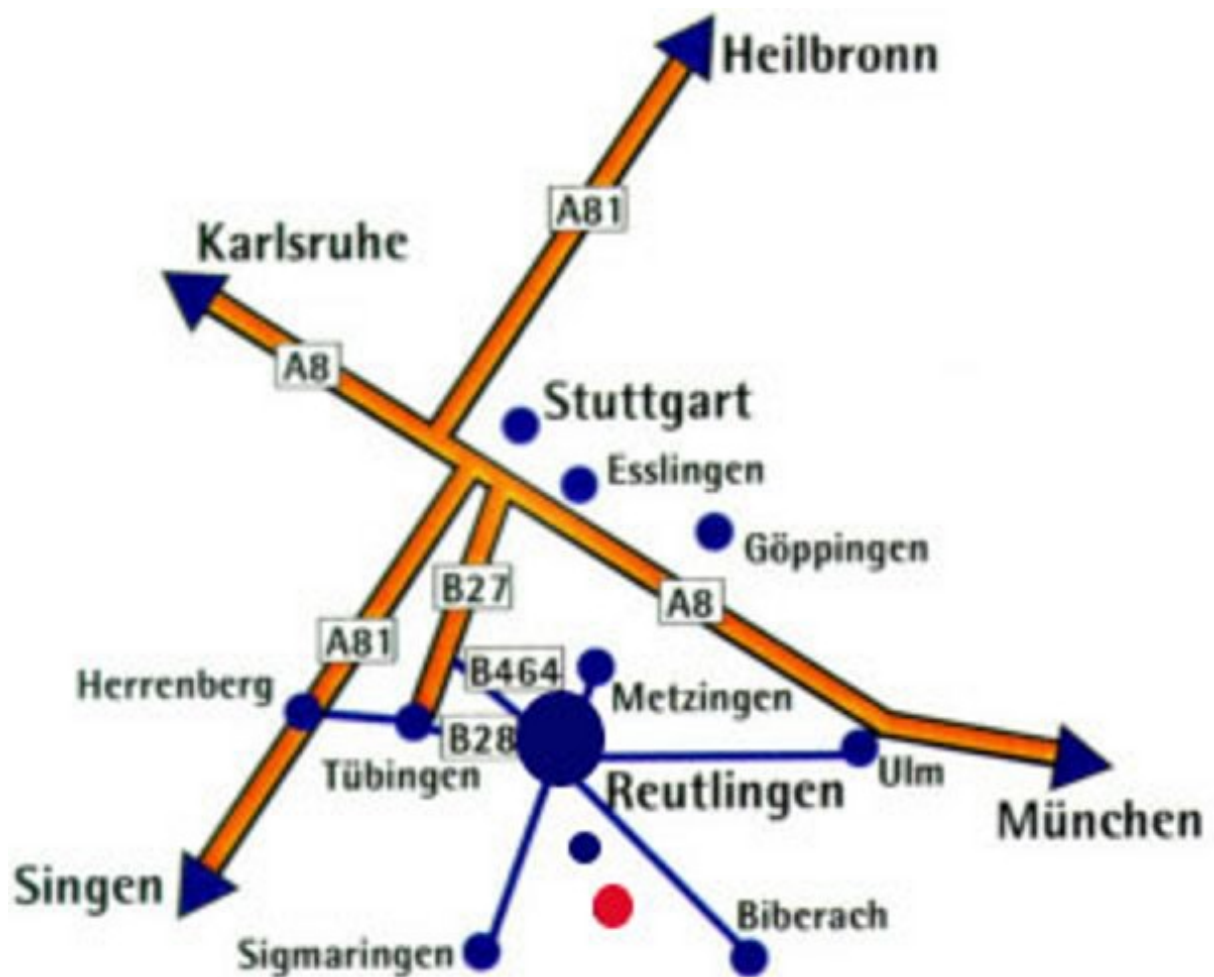 Heilbronn
A81
Karlsruhe
A8
Stuttgart
Esslingen
Göppingen
B27
A8
A81
B464
Herrenberg
Metzingen
B28
Tübingen
Reutlingen
Ulm
München
Singen
Biberach
Sigmaringen